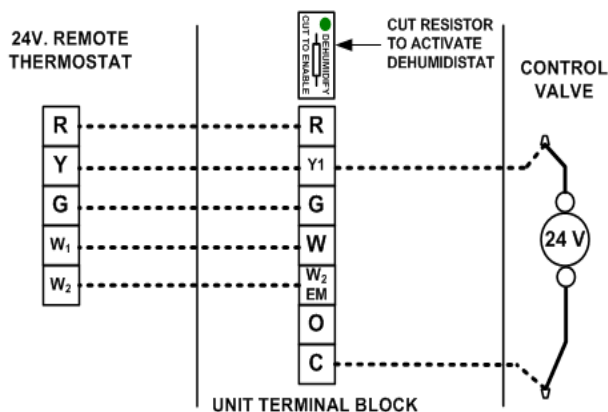 24V. REMOTE
THERMOSTAT
CUT TO ENABLE
DEHUMIDIFY
CUT RESISTOR
TO ACTIVATE
DEHUMIDISTAT
CONTROL
VALVE
R
Y
G
W1
W2
R
Y1
G
W
W2
EM
O
C
24 V
UNIT TERMINAL BLOCK